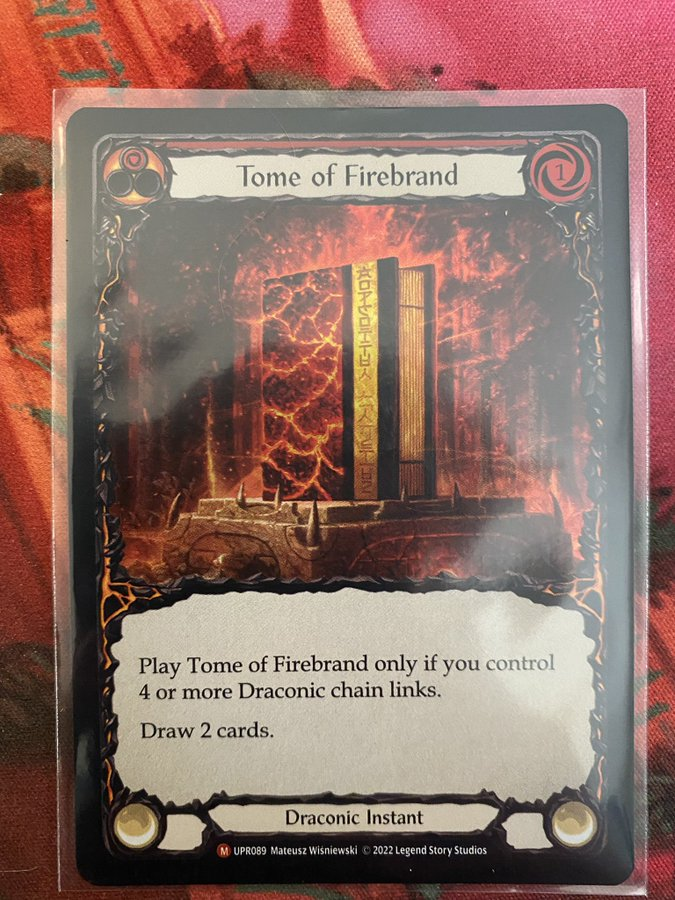 Tome of Firebrand
1
Play Tome of Firebrand only if you control
4 or more Draconic chain links.
Draw 2 cards.
Draconic Instant
M UPR089 Mateusz Wiśniewski © 2022 Legend Story Studios